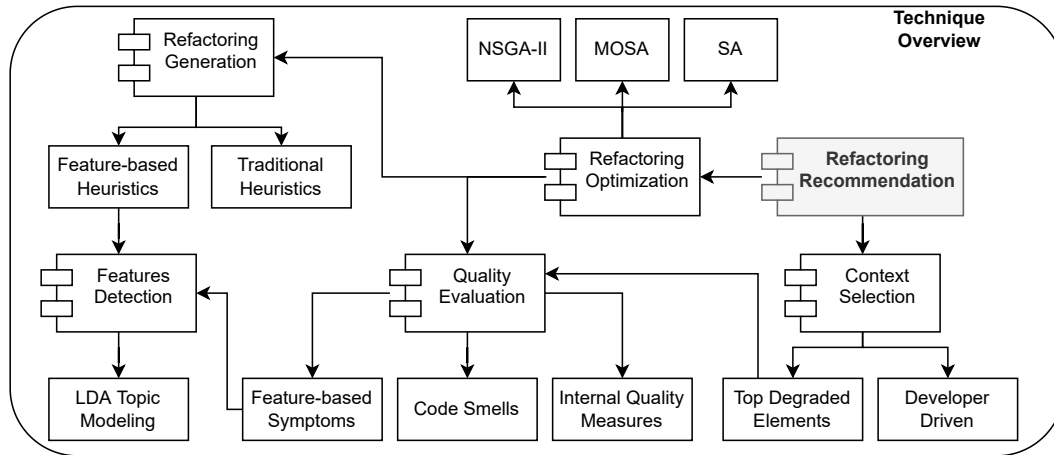 Technique
Overview
Refactoring
Generation
NSGA-II
MOSA
SA
Feature-based
Heuristics
Traditional
Heuristics
Refactoring
Optimization
Refactoring
Recommendation
Features
Detection
Quality
Evaluation
Context
Selection
LDA Topic
Modeling
Feature-based
Symptoms
Code Smells
Internal Quality
Measures
Top Degraded
Elements
Developer
Driven